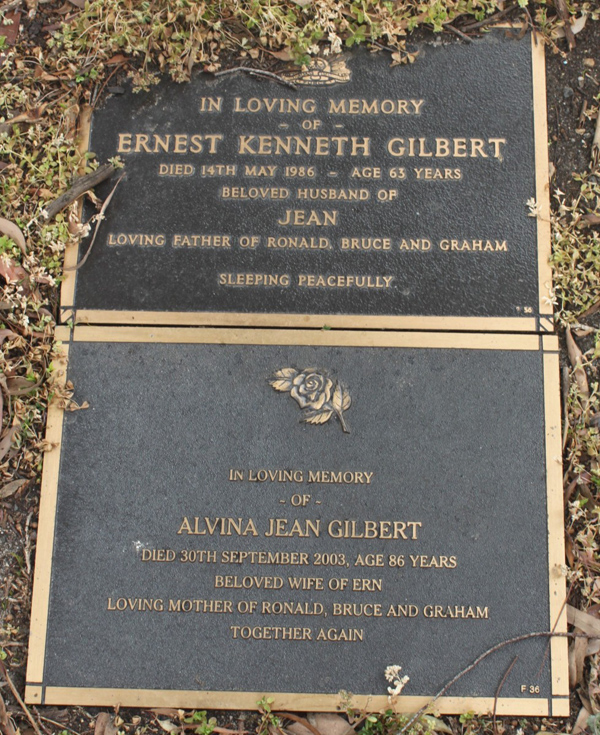 IN LOVING MEMORY
- OF -
ERNEST KENNETH GILBERT
DIED 14TH MAY 1986 - AGE 63 YEARS
BELOVED HUSBAND OF
JEAN
LOVING FATHER OF RONALD, BRUCE AND GRAHAM
SLEEPING PEACEFULLY
IN LOVING MEMORY
- OF -
ALVINA JEAN GILBERT
DIED 30TH SEPTEMBER 2003, AGE 86 YEARS
BELOVED WIFE OF ERN
LOVING MOTHER OF RONALD, BRUCE AND GRAHAM
TOGETHER AGAIN
F 36